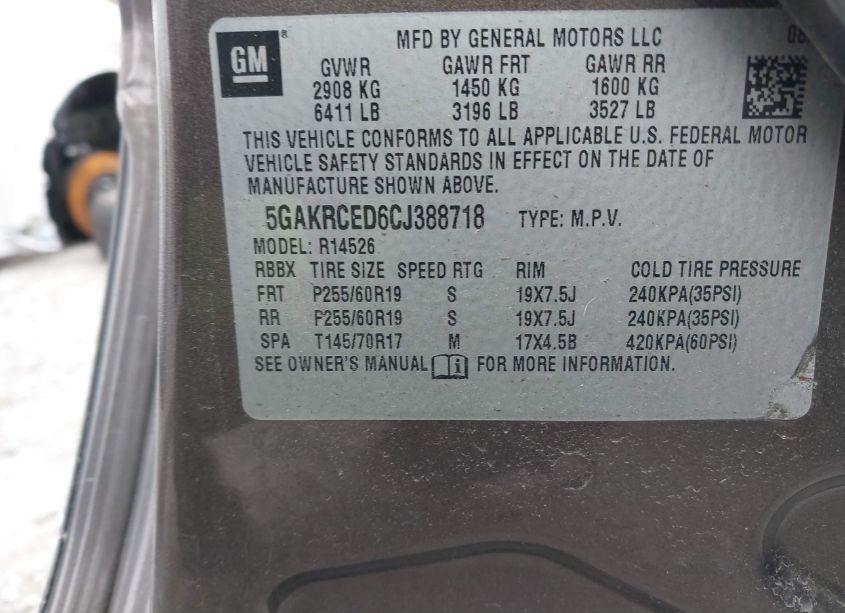 GM ® MFD BY GENERAL MOTORS LLC
GVWR GAWR FRT GAWR RR
2908 KG 1450 KG 1600 KG
6411 LB 3196 LB 3527 LB
THIS VEHICLE CONFORMS TO ALL APPLICABLE U.S. FEDERAL MOTOR
VEHICLE SAFETY STANDARDS IN EFFECT ON THE DATE OF
MANUFACTURE SHOWN ABOVE.
5GAKRCED6CJ388718 TYPE: M.P.V.
MODEL: R14526
RBBX TIRE SIZE SPEED RTG RIM COLD TIRE PRESSURE
FRT P255/60R19 S 19X7.5J 240KPA(35PSI)
RR P255/60R19 S 19X7.5J 240KPA(35PSI)
SPA T145/70R17 M 17X4.5B 420KPA(60PSI)
SEE OWNER'S MANUAL i FOR MORE INFORMATION.